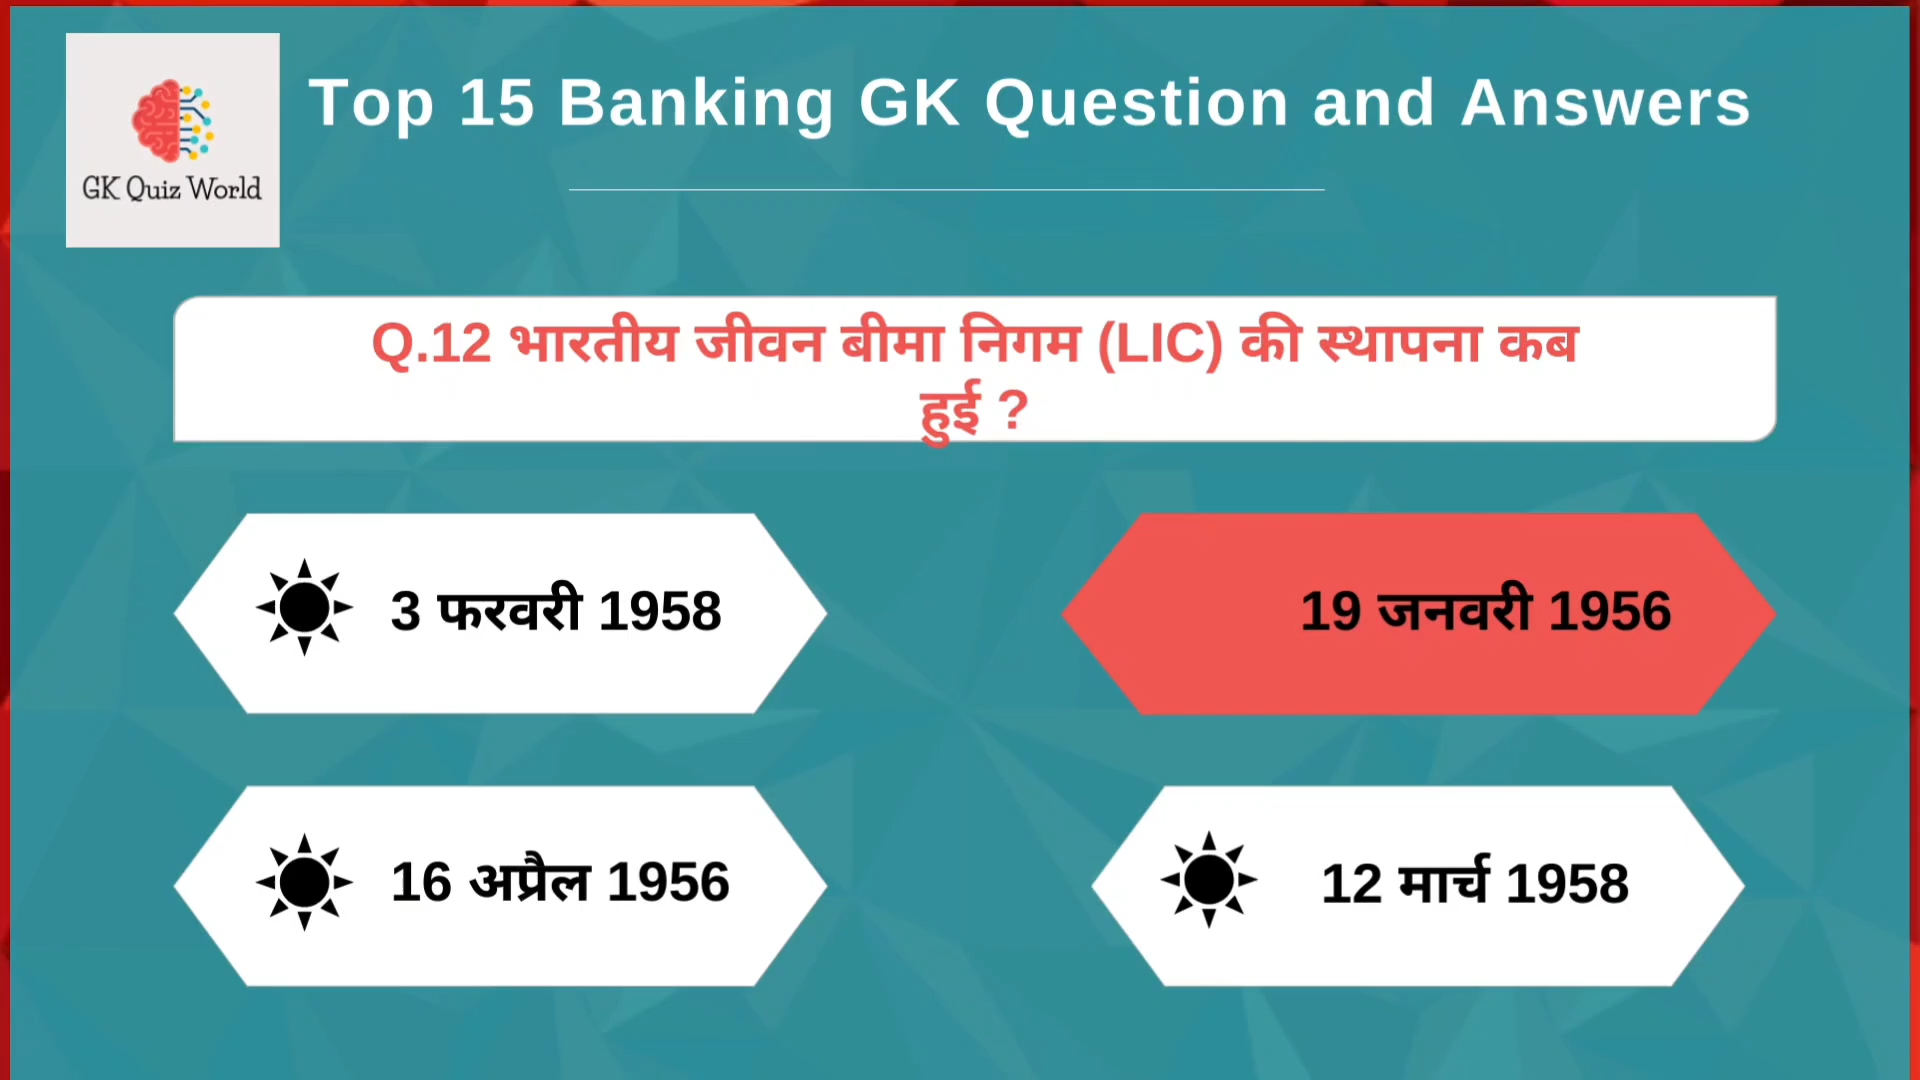 GK Quiz World
Top 15 Banking GK Question and Answers
Q.12 भारतीय जीवन बीमा निगम (LIC) की स्थापना कब
हुई ?
3 फरवरी 1958
19 जनवरी 1956
16 अप्रैल 1956
12 मार्च 1958